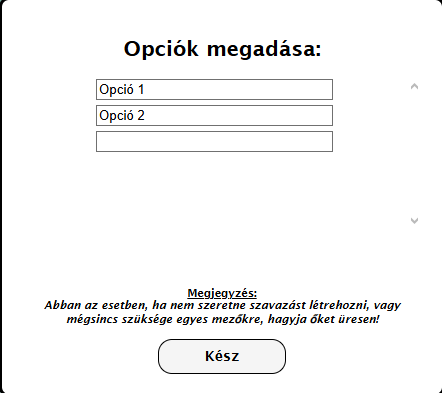 Opciók megadása:
Opció 1
Opció 2
Megjegyzés:
Abban az esetben, ha nem szeretne szavazást létrehozni, vagy
mégsincs szüksége egyes mezőkre, hagyja őket üresen!
Kész